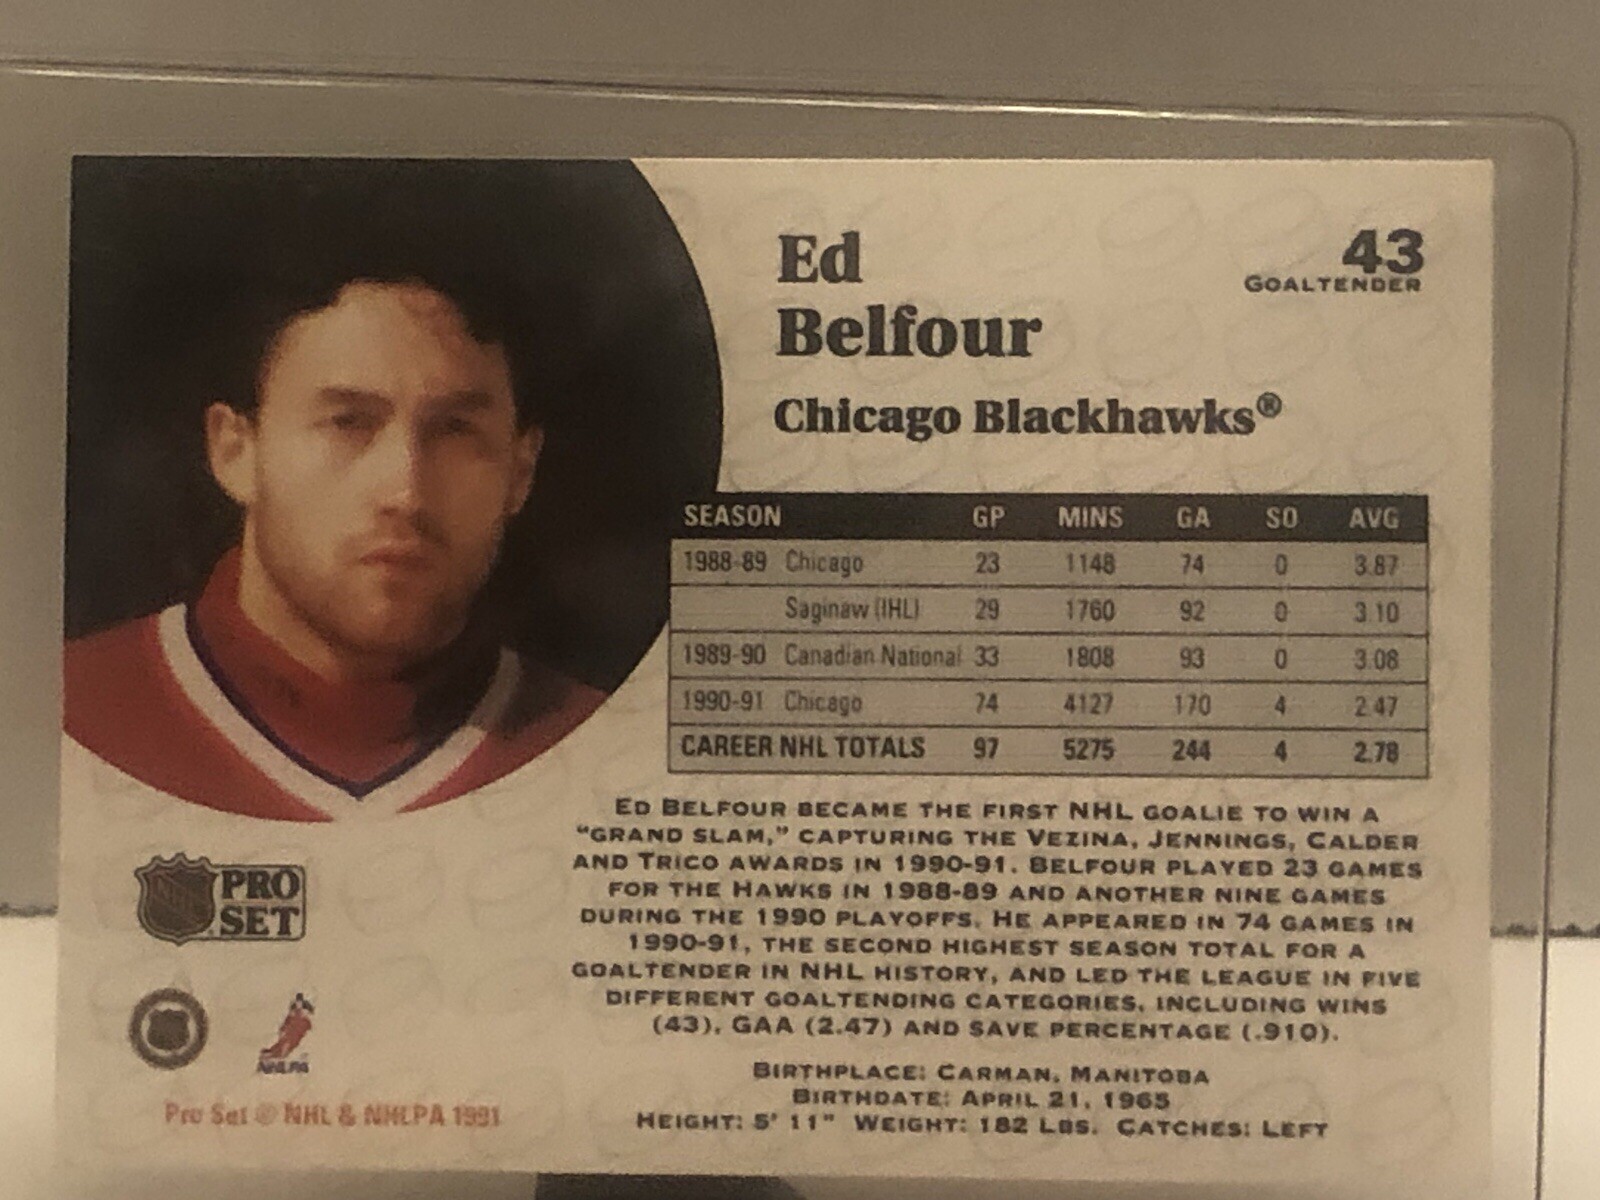 Ed
Belfour
Chicago Blackhawks®
43
GOALTENDER
SEASON GP MINS GA SO AVG
1988-89 Chicago 23 1148 74 0 3.87
Saginaw (IHL) 29 1760 92 0 3.10
1989-90 Canadian National 33 1808 93 0 3.08
1990-91 Chicago 74 4127 170 4 2.47
CAREER NHL TOTALS 97 5275 244 4 2.78
ED BELFOUR BECAME THE FIRST NHL GOALIE TO WIN A
“GRAND SLAM,” CAPTURING THE VEZINA, JENNINGS, CALDER
AND TRICO AWARDS IN 1990-91. BELFOUR PLAYED 23 GAMES
FOR THE HAWKS IN 1988-89 AND ANOTHER NINE GAMES
DURING THE 1990 PLAYOFFS. HE APPEARED IN 74 GAMES IN
1990-91, THE SECOND HIGHEST SEASON TOTAL FOR A
GOALTENDER IN NHL HISTORY, AND LED THE LEAGUE IN FIVE
DIFFERENT GOALTENDING CATEGORIES, INCLUDING WINS
(43), GAA (2.47) AND SAVE PERCENTAGE (.910).
BIRTHPLACE: CARMAN, MANITOBA
BIRTHDATE: APRIL 21, 1965
HEIGHT: 5' 11" WEIGHT: 182 LBS. CATCHES: LEFT
NHL PRO
SET
NHLPA
Pro Set © NHL & NHLPA 1991